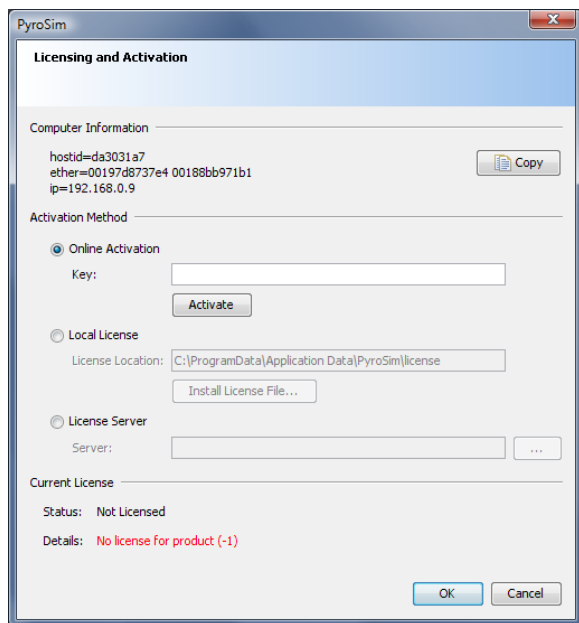 PyroSim
Licensing and Activation
Computer Information
hostid=da3031a7
ether=00197d8737e4 00188bb971b1
ip=192.168.0.9
Copy
Activation Method
Online Activation
Key:
Activate
Local License
License Location: C:\ProgramData\Application Data\PyroSim\license
Install License File...
License Server
Server:
...
Current License
Status: Not Licensed
Details: No license for product (-1)
OK Cancel